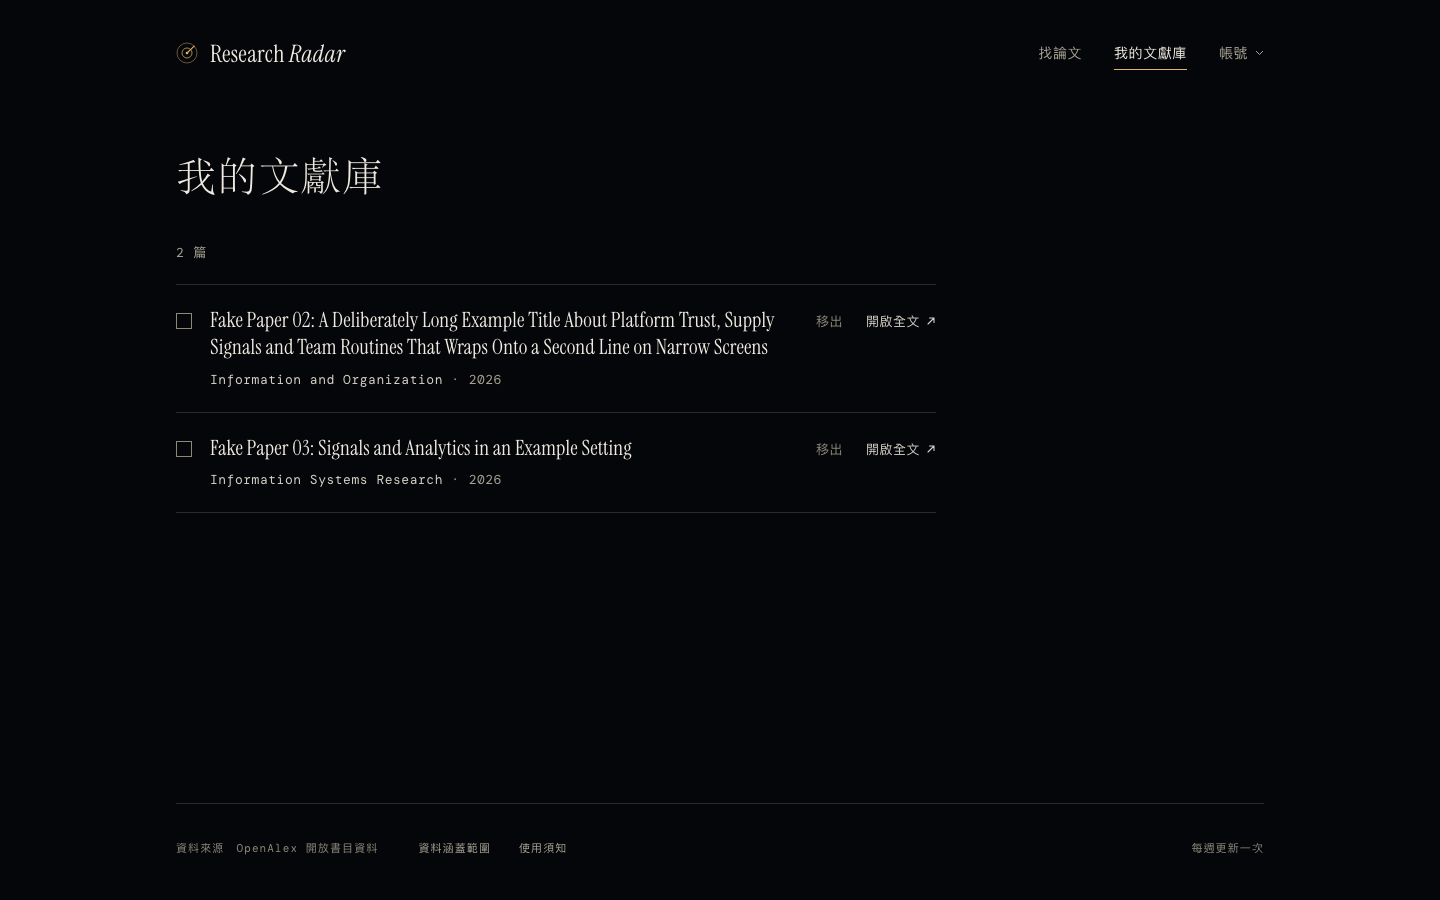 Research Radar
找論文
我的文獻庫
帳號
我的文獻庫
2 篇
Fake Paper 02: A Deliberately Long Example Title About Platform Trust, Supply
Signals and Team Routines That Wraps Onto a Second Line on Narrow Screens
移出
開啟全文 ↗
Information and Organization · 2026
Fake Paper 03: Signals and Analytics in an Example Setting
移出
開啟全文 ↗
Information Systems Research · 2026
資料來源 OpenAlex 開放書目資料
資料涵蓋範圍
使用須知
每週更新一次